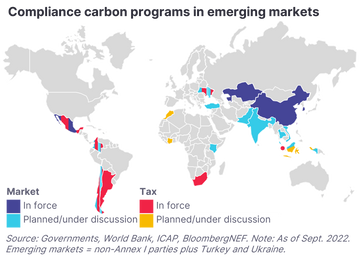 Compliance carbon programs in emerging markets
Market Tax
In force In force
Planned/under discussion Planned/under discussion
Source: Governments, World Bank, ICAP, BloombergNEF. Note: As of Sept. 2022.
Emerging markets = non-Annex I parties plus Turkey and Ukraine.